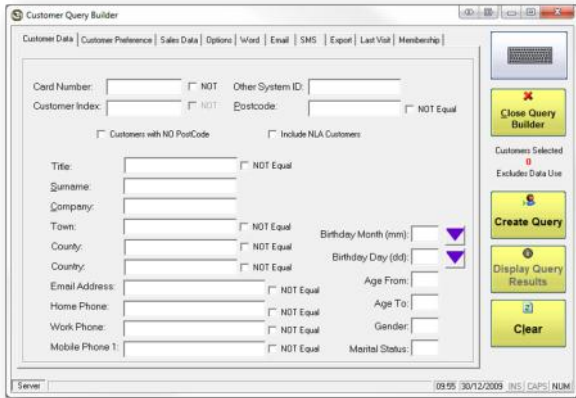 Customer Query Builder
Customer Data Customer Preference Sales Data Options Word Email SMS Export Last Visit Membership
Card Number: NOT Other System ID:
Customer Index: NOT Postcode: NOT Equal
Customers with NO PostCode Include NLA Customers
Title: NOT Equal
Surname:
Company:
Town: NOT Equal
County: NOT Equal
Country: NOT Equal
Email Address: NOT Equal
Home Phone: NOT Equal
Work Phone: NOT Equal
Mobile Phone 1: NOT Equal
Birthday Month (mm):
Birthday Day (dd):
Age From:
Age To:
Gender:
Marital Status:
Close Query
Builder
Customers Selected
0
Excludes Data Use
Create Query
Display Query
Results
Clear
Server 09:55 30/12/2009 INS CAPS NUM